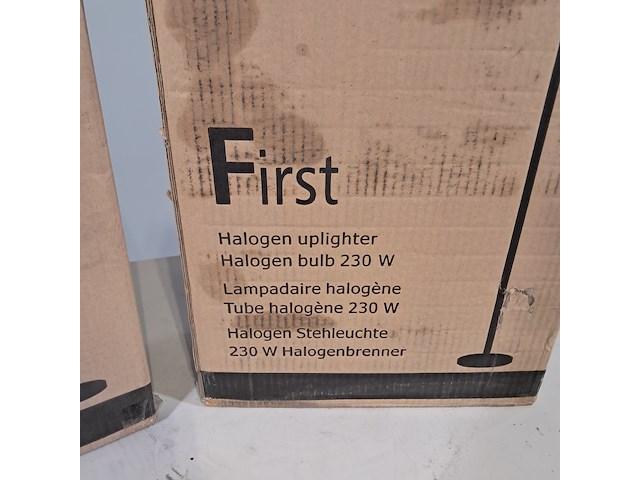 First
Halogen uplighter
Halogen bulb 230 W
Lampadaire halogène
Tube halogène 230 W
Halogen Stehleuchte
230 W Halogenbrenner